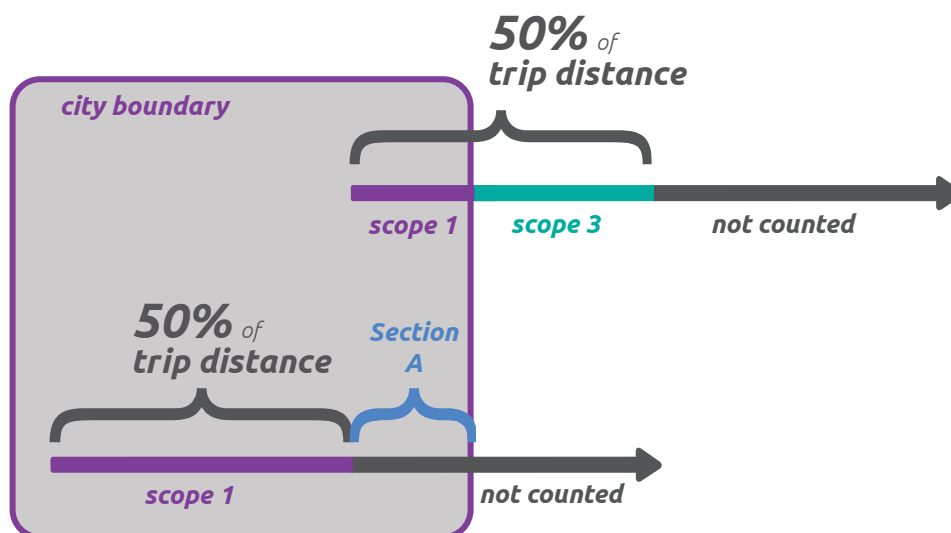 50% of
trip distance
city boundary
scope 1
scope 3
not counted
50% of
trip distance
Section
A
scope 1
not counted